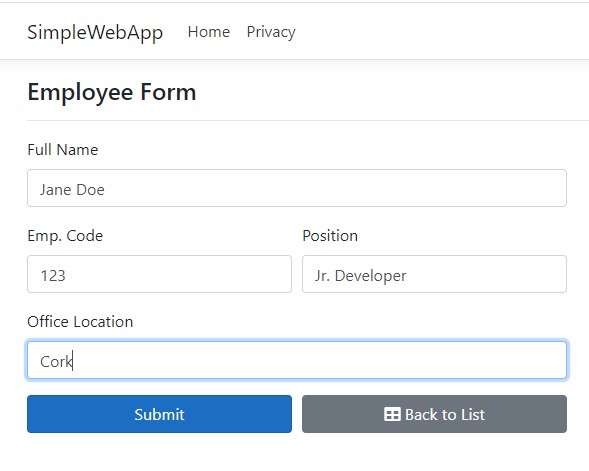 SimpleWebApp Home Privacy
Employee Form
Full Name
Jane Doe
Emp. Code Position
123 Jr. Developer
Office Location
Cork
Submit Back to List